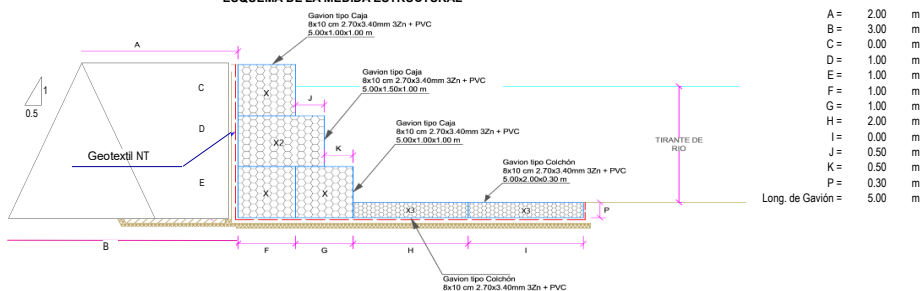 ESQUEMA DE LA MEDIDA ESTRUCTURAL
Gavion tipo Caja
8x10 cm 2.70x3.40mm 3Zn + PVC
5.00x1.00x1.00 m
A
C
D
E
1
0.5
Geotextil NT
B
X
X2
X
X
J
K
Gavion tipo Caja
8x10 cm 2.70x3.40mm 3Zn + PVC
5.00x1.50x1.00 m
Gavion tipo Caja
8x10 cm 2.70x3.40mm 3Zn + PVC
5.00x1.00x1.00 m
Gavion tipo Colchón
8x10 cm 2.70x3.40mm 3Zn + PVC
5.00x2.00x0.30 m
X3
X3
P
F
G
H
I
Gavion tipo Colchón
8x10 cm 2.70x3.40mm 3Zn + PVC
TIRANTE DE
RIO
A = 2.00 m
B = 3.00 m
C = 0.00 m
D = 1.00 m
E = 1.00 m
F = 1.00 m
G = 1.00 m
H = 2.00 m
I = 0.00 m
J = 0.50 m
K = 0.50 m
P = 0.30 m
Long. de Gavión = 5.00 m